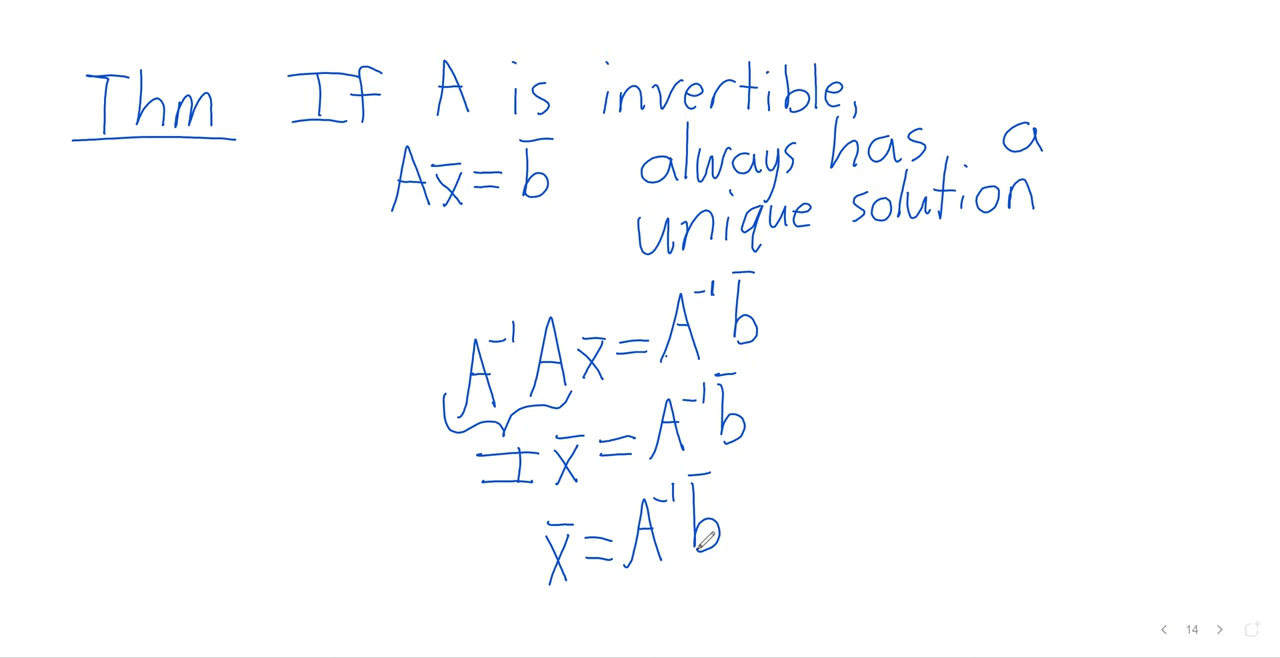 Thm If A is invertible,
Ax̄ = b̄ always has a
unique solution
A⁻¹Ax̄ = A⁻¹b̄
Ix̄ = A⁻¹b̄
x̄ = A⁻¹b̄
< 14 >